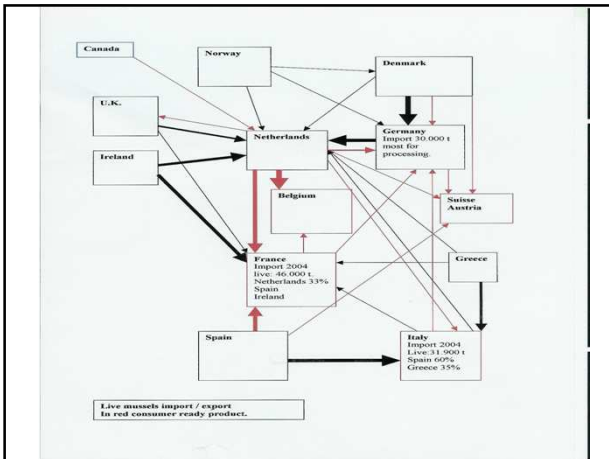 Canada
Norway
Denmark
U.K.
Netherlands
Germany
Import 30.000 t
most for
processing.
Ireland
Belgium
Suisse
Austria
France
Import 2004
live: 46.000 t.
Netherlands 33%
Spain
Ireland
Greece
Spain
Italy
Import 2004
Live:31.900 t
Spain 60%
Greece 35%
Live mussels import / export
In red consumer ready product.